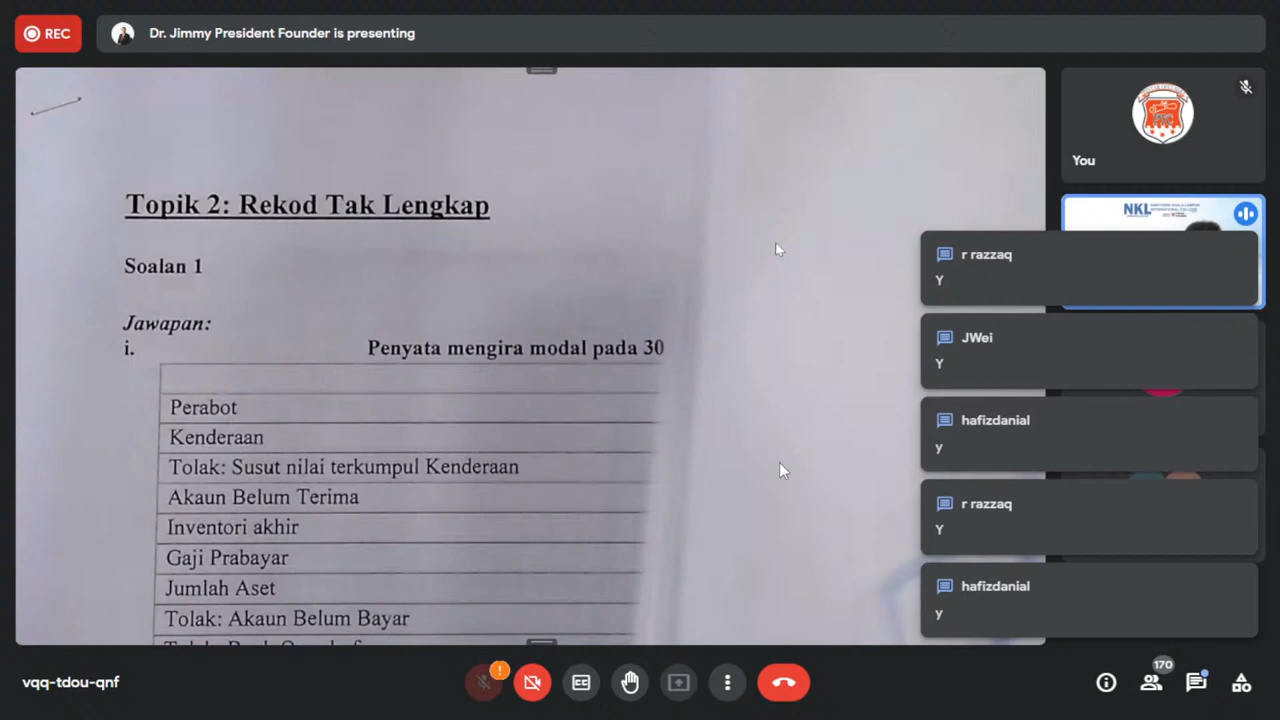 REC
Dr. Jimmy President Founder is presenting
Topik 2: Rekod Tak Lengkap
Soalan 1
Jawapan:
i. Penyata mengira modal pada 30
Perabot
Kenderaan
Tolak: Susut nilai terkumpul Kenderaan
Akaun Belum Terima
Inventori akhir
Gaji Prabayar
Jumlah Aset
Tolak: Akaun Belum Bayar
You
NKL
r razzaq
Y
JWei
Y
hafizdanial
y
r razzaq
Y
hafizdanial
y
vqq-tdou-qnf
!
CC
170